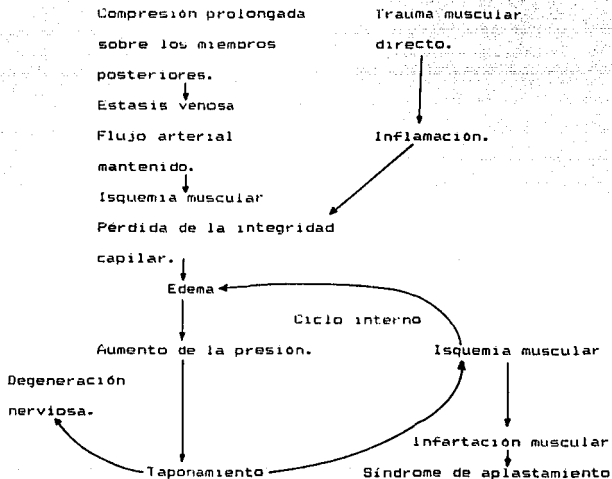 Compresión prolongada
sobre los miembros
posteriores.
Trauma muscular
directo.
Estasis venosa
Flujo arterial
mantenido.
Inflamación.
Isquemia muscular
Pérdida de la integridad
capilar.
Edema
Ciclo interno
Aumento de la presión.
Isquemia muscular
Degeneración
nerviosa.
Infartación muscular
Taponamiento
Síndrome de aplastamiento